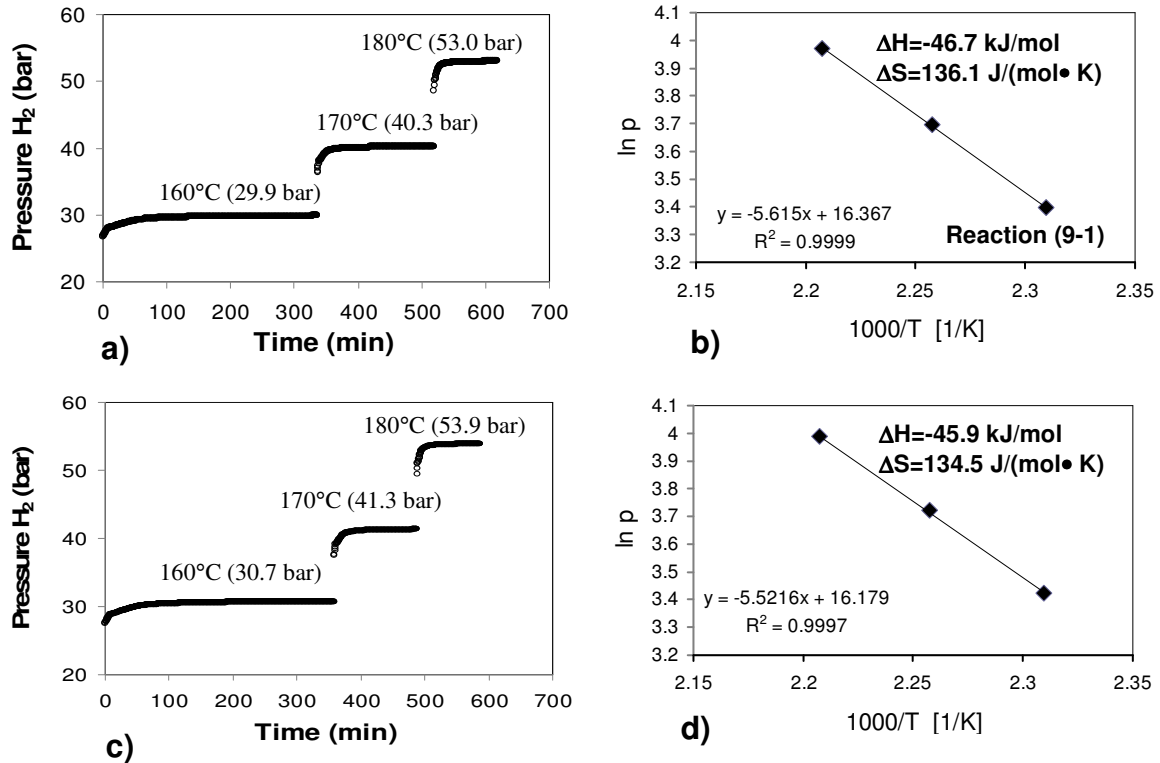 60
50
40
30
20
Pressure H₂ (bar)
180°C (53.0 bar)
170°C (40.3 bar)
160°C (29.9 bar)
0 100 200 300 400 500 600 700
Time (min)
a)
4.1
4
3.9
3.8
3.7
3.6
3.5
3.4
3.3
3.2
ln p
ΔH=-46.7 kJ/mol
ΔS=136.1 J/(mol• K)
y = -5.615x + 16.367
R² = 0.9999
Reaction (9-1)
2.15 2.2 2.25 2.3 2.35
1000/T [1/K]
b)
60
50
40
30
20
Pressure H₂ (bar)
180°C (53.9 bar)
170°C (41.3 bar)
160°C (30.7 bar)
0 100 200 300 400 500 600 700
Time (min)
c)
4.1
4
3.9
3.8
3.7
3.6
3.5
3.4
3.3
3.2
ln p
ΔH=-45.9 kJ/mol
ΔS=134.5 J/(mol• K)
y = -5.5216x + 16.179
R² = 0.9997
2.15 2.2 2.25 2.3 2.35
1000/T [1/K]
d)